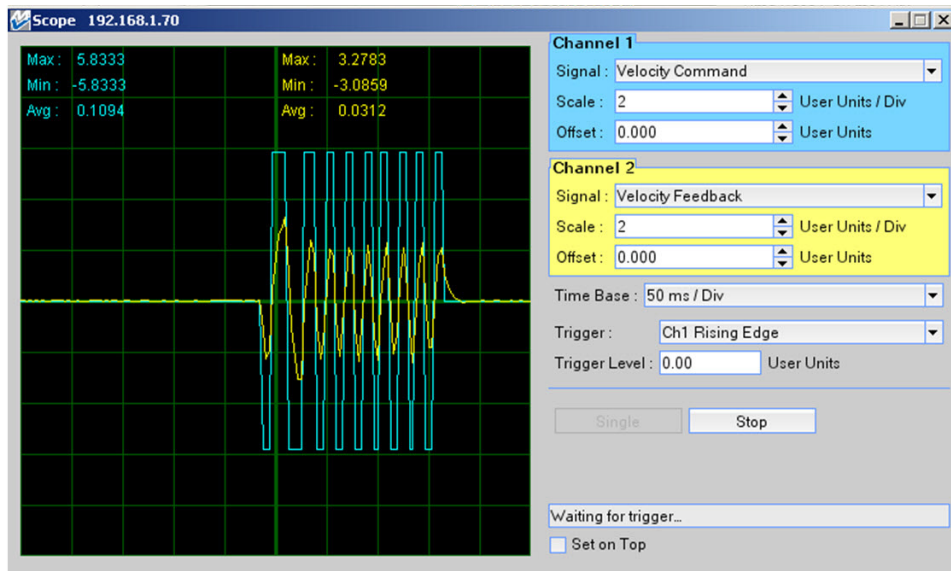 Scope 192.168.1.70
Max : 5.8333
Min : -5.8333
Avg : 0.1094
Max : 3.2783
Min : -3.0859
Avg : 0.0312
Channel 1
Signal : Velocity Command
Scale : 2 User Units / Div
Offset : 0.000 User Units
Channel 2
Signal : Velocity Feedback
Scale : 2 User Units / Div
Offset : 0.000 User Units
Time Base : 50 ms / Div
Trigger : Ch1 Rising Edge
Trigger Level : 0.00 User Units
Single Stop
Waiting for trigger...
Set on Top